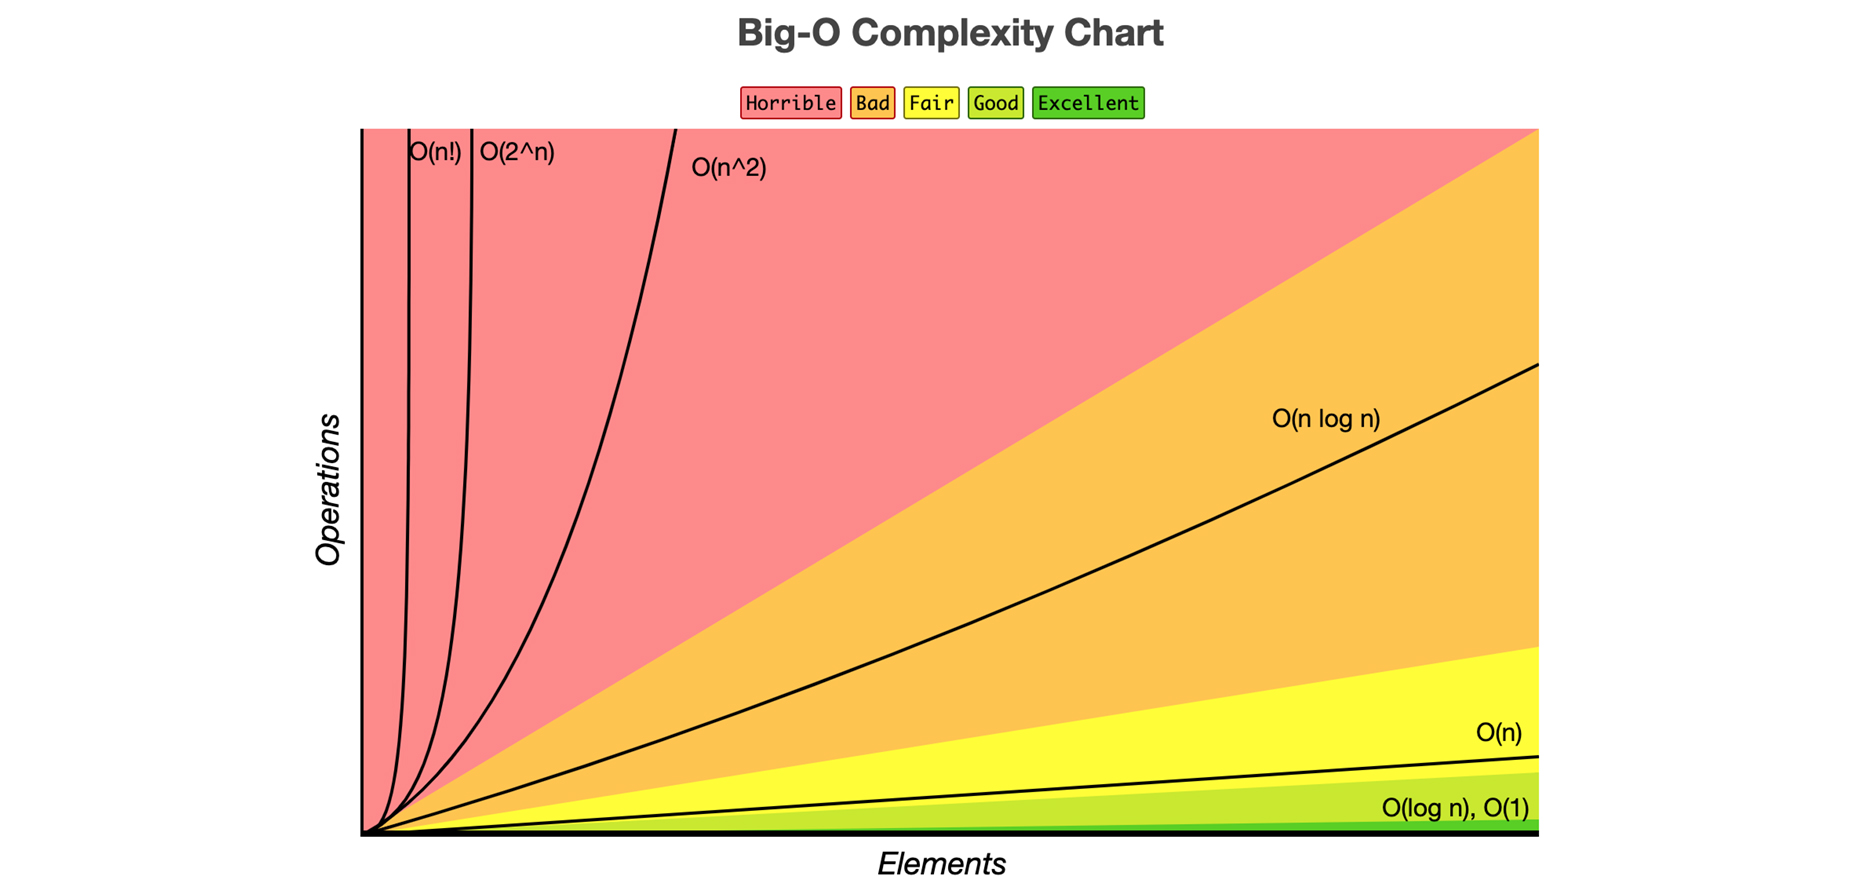 Big-O Complexity Chart
Horrible Bad Fair Good Excellent
O(n!) O(2^n)
O(n^2)
O(n log n)
Operations
O(n)
O(log n), O(1)
Elements